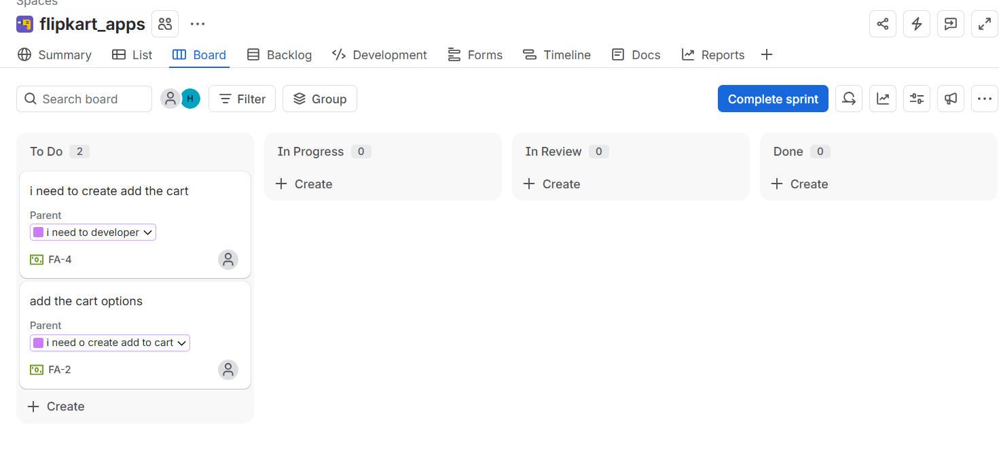 Spaces
flipkart_apps
Summary List Board Backlog Development Forms Timeline Docs Reports
Search board H Filter Group Complete sprint
To Do 2
i need to create add the cart
Parent
i need to developer
FA-4
add the cart options
Parent
i need o create add to cart
FA-2
Create
In Progress 0
Create
In Review 0
Create
Done 0
Create